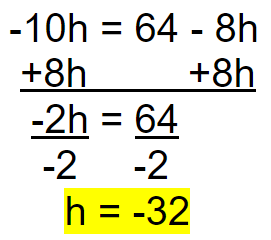 -10h = 64 - 8h
+8h +8h
-2h = 64
-2 -2
h = -32